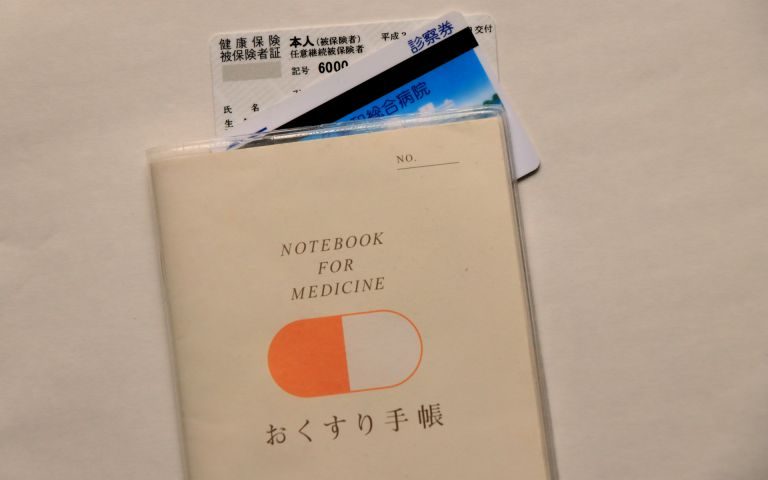 健康保険
被保険者証
本人(被保険者)
任意継続被保険者
平成
交付
記号 6000
氏 名
生
診察券
総合病院
NO.
NOTEBOOK
FOR
MEDICINE
おくすり手帳